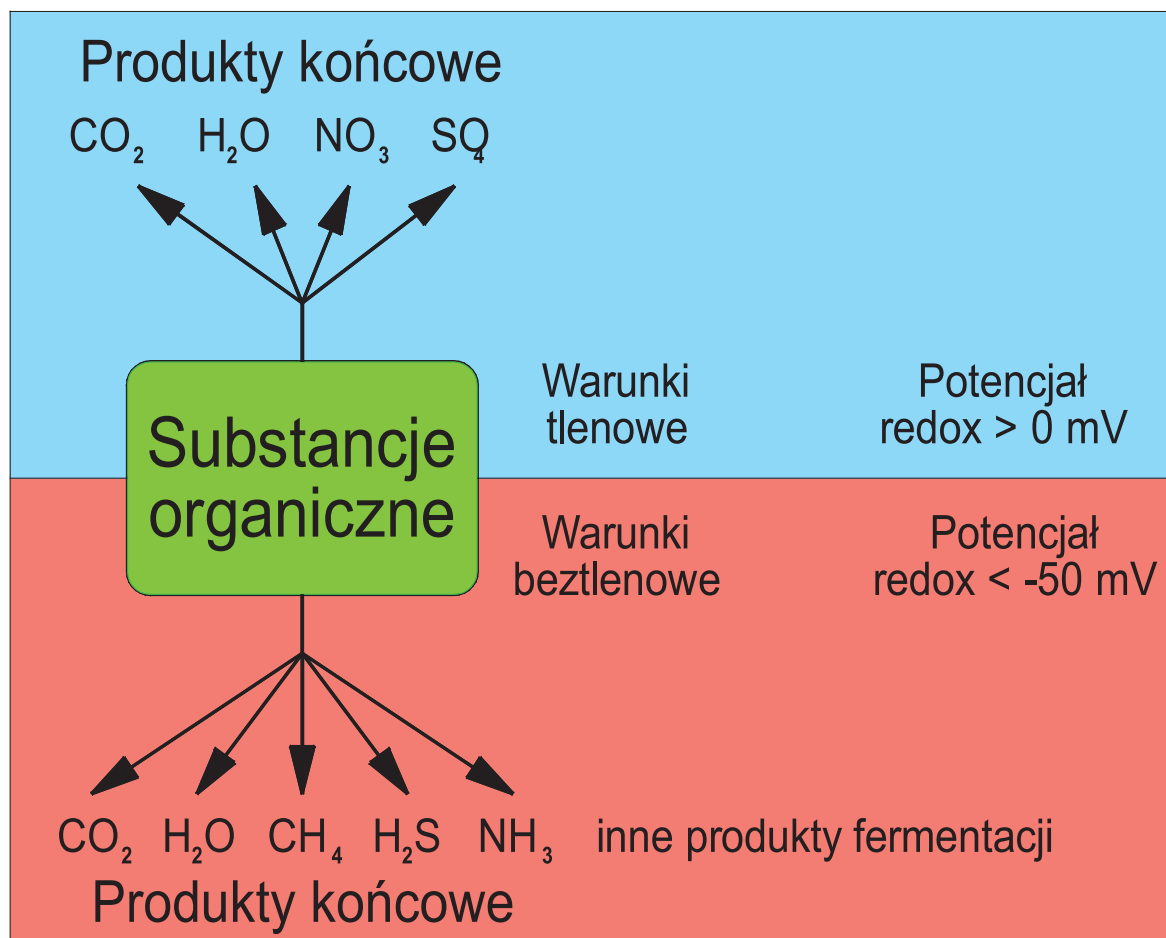 Produkty końcowe
CO₂ H₂O NO₃ SO₄
Warunki
tlenowe
Potencjał
redox > 0 mV
Substancje
organiczne
Warunki
beztlenowe
Potencjał
redox < -50 mV
CO₂ H₂O CH₄ H₂S NH₃ inne produkty fermentacji
Produkty końcowe